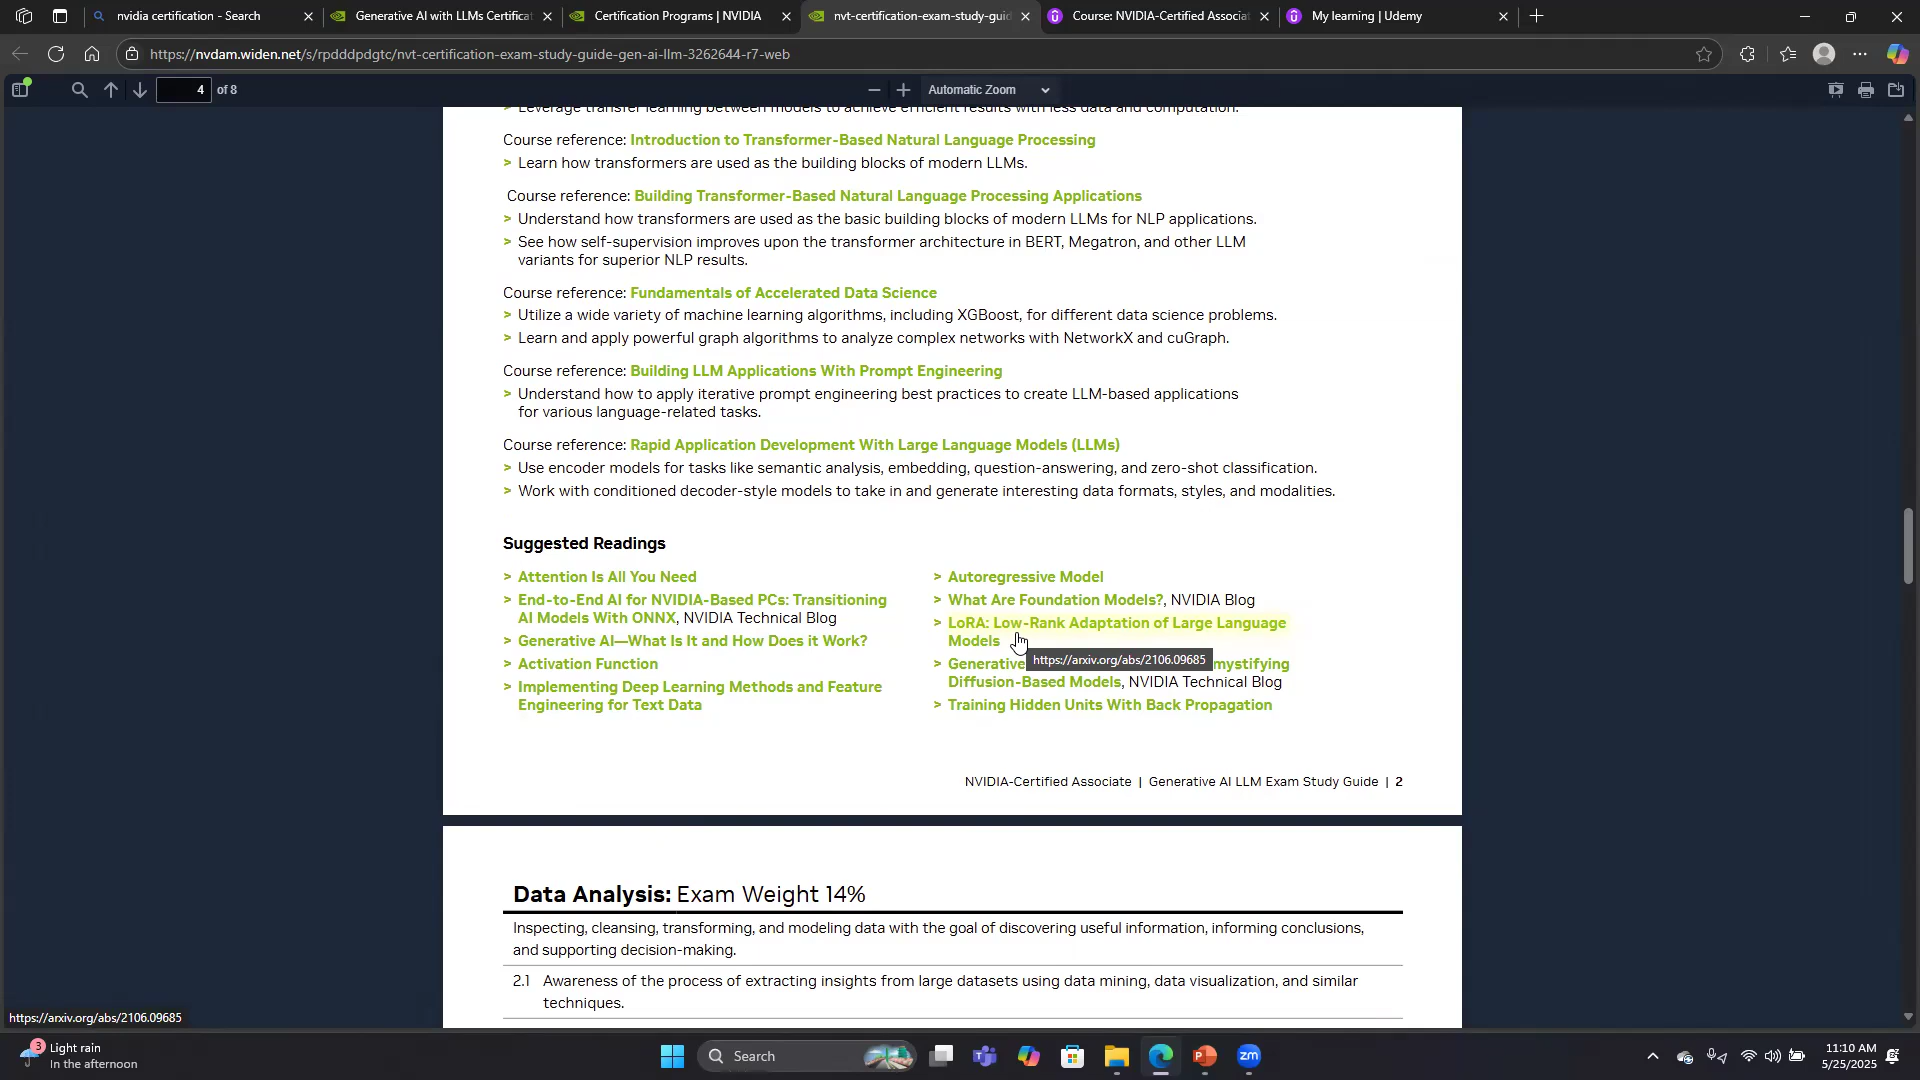 nvidia certification - Search
Generative AI with LLMs Certificat
Certification Programs | NVIDIA
nvt-certification-exam-study-guid
Course: NVIDIA-Certified Associat
My learning | Udemy
https://nvdam.widen.net/s/rpdddpdgtc/nvt-certification-exam-study-guide-gen-ai-llm-3262644-r7-web
4 of 8
Automatic Zoom
Leverage transfer learning between models to achieve efficient results with less data and computation.
Course reference: Introduction to Transformer-Based Natural Language Processing
> Learn how transformers are used as the building blocks of modern LLMs.
Course reference: Building Transformer-Based Natural Language Processing Applications
> Understand how transformers are used as the basic building blocks of modern LLMs for NLP applications.
> See how self-supervision improves upon the transformer architecture in BERT, Megatron, and other LLM
variants for superior NLP results.
Course reference: Fundamentals of Accelerated Data Science
> Utilize a wide variety of machine learning algorithms, including XGBoost, for different data science problems.
> Learn and apply powerful graph algorithms to analyze complex networks with NetworkX and cuGraph.
Course reference: Building LLM Applications With Prompt Engineering
> Understand how to apply iterative prompt engineering best practices to create LLM-based applications
for various language-related tasks.
Course reference: Rapid Application Development With Large Language Models (LLMs)
> Use encoder models for tasks like semantic analysis, embedding, question-answering, and zero-shot classification.
> Work with conditioned decoder-style models to take in and generate interesting data formats, styles, and modalities.
Suggested Readings
> Attention Is All You Need
> End-to-End AI for NVIDIA-Based PCs: Transitioning
AI Models With ONNX, NVIDIA Technical Blog
> Generative AI—What Is It and How Does it Work?
> Activation Function
> Implementing Deep Learning Methods and Feature
Engineering for Text Data
> Autoregressive Model
> What Are Foundation Models?, NVIDIA Blog
> LoRA: Low-Rank Adaptation of Large Language
Models
https://arxiv.org/abs/2106.09685
> Generative mystifying
Diffusion-Based Models, NVIDIA Technical Blog
> Training Hidden Units With Back Propagation
NVIDIA-Certified Associate | Generative AI LLM Exam Study Guide | 2
Data Analysis: Exam Weight 14%
Inspecting, cleansing, transforming, and modeling data with the goal of discovering useful information, informing conclusions,
and supporting decision-making.
2.1 Awareness of the process of extracting insights from large datasets using data mining, data visualization, and similar
techniques.
https://arxiv.org/abs/2106.09685
3
Light rain
In the afternoon
Search
zm
11:10 AM
5/25/2025